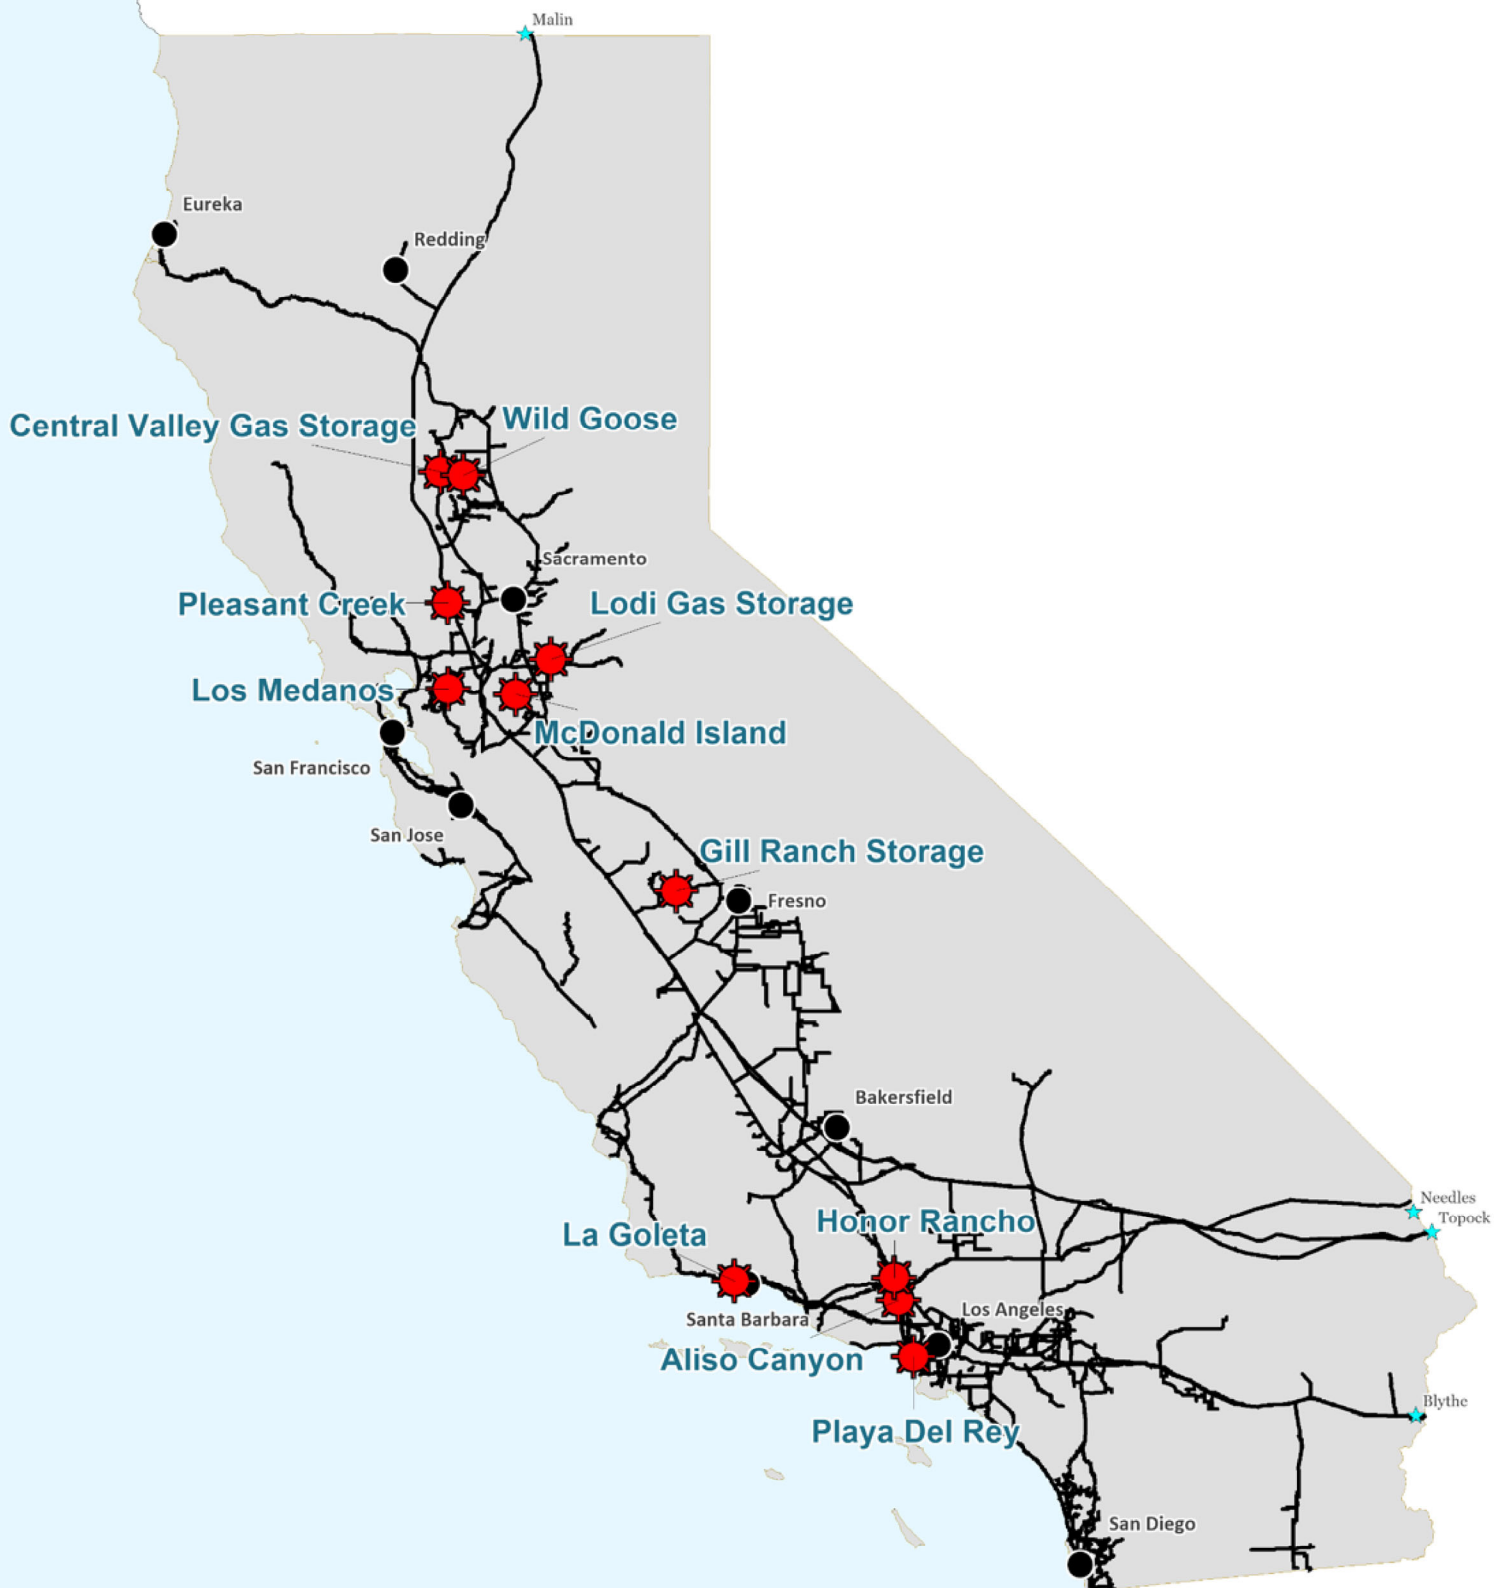 Malin
Eureka
Redding
Central Valley Gas Storage
Wild Goose
Sacramento
Pleasant Creek
Lodi Gas Storage
Los Medanos
McDonald Island
San Francisco
San Jose
Gill Ranch Storage
Fresno
Bakersfield
Needles
Topock
La Goleta
Honor Rancho
Santa Barbara
Los Angeles
Aliso Canyon
Blythe
Playa Del Rey
San Diego